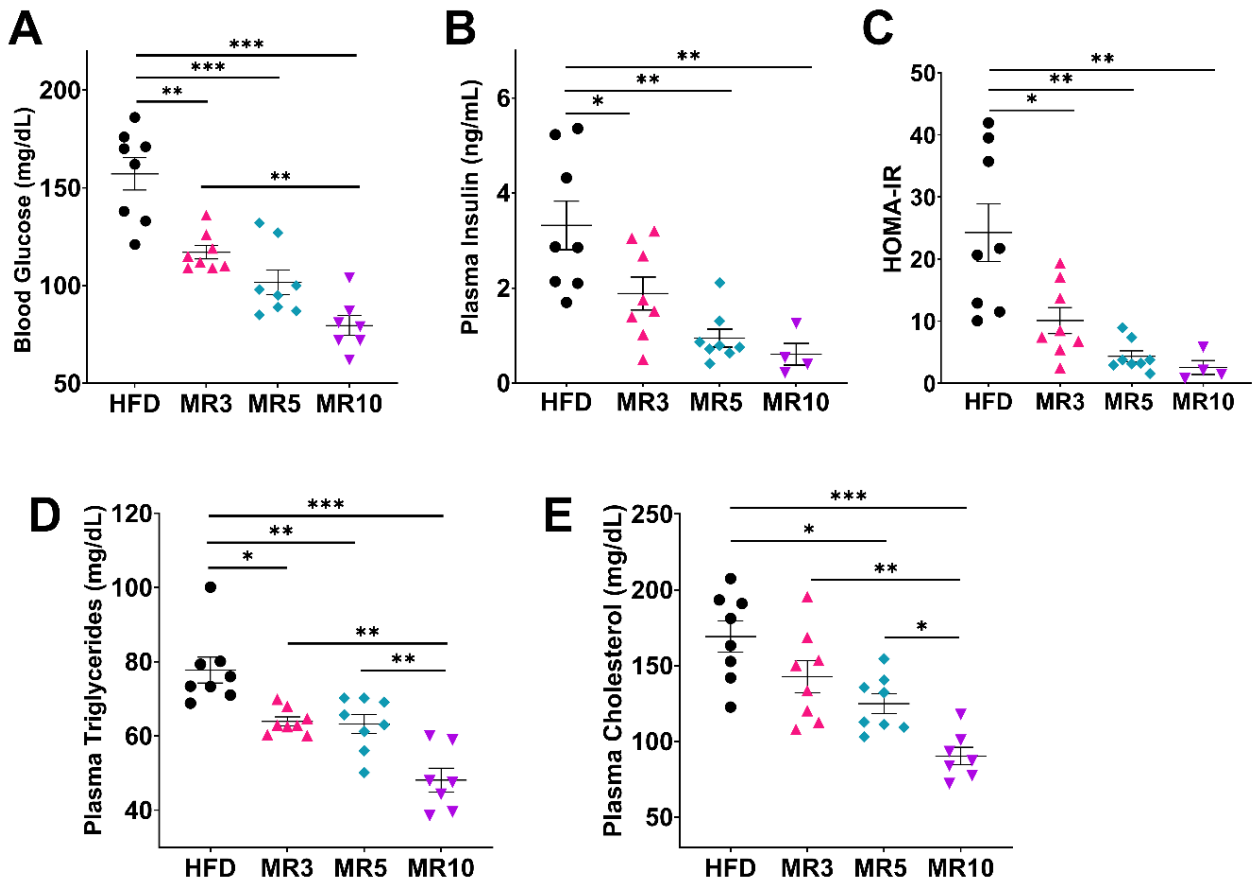 A
Blood Glucose (mg/dL)
200
150
100
50
***
***
**
**
HFD MR3 MR5 MR10
B
Plasma Insulin (ng/mL)
6
4
2
0
**
**
*
HFD MR3 MR5 MR10
C
HOMA-IR
50
40
30
20
10
0
**
**
*
HFD MR3 MR5 MR10
D
Plasma Triglycerides (mg/dL)
120
100
80
60
40
***
**
*
**
**
HFD MR3 MR5 MR10
E
Plasma Cholesterol (mg/dL)
250
200
150
100
50
***
*
**
*
HFD MR3 MR5 MR10